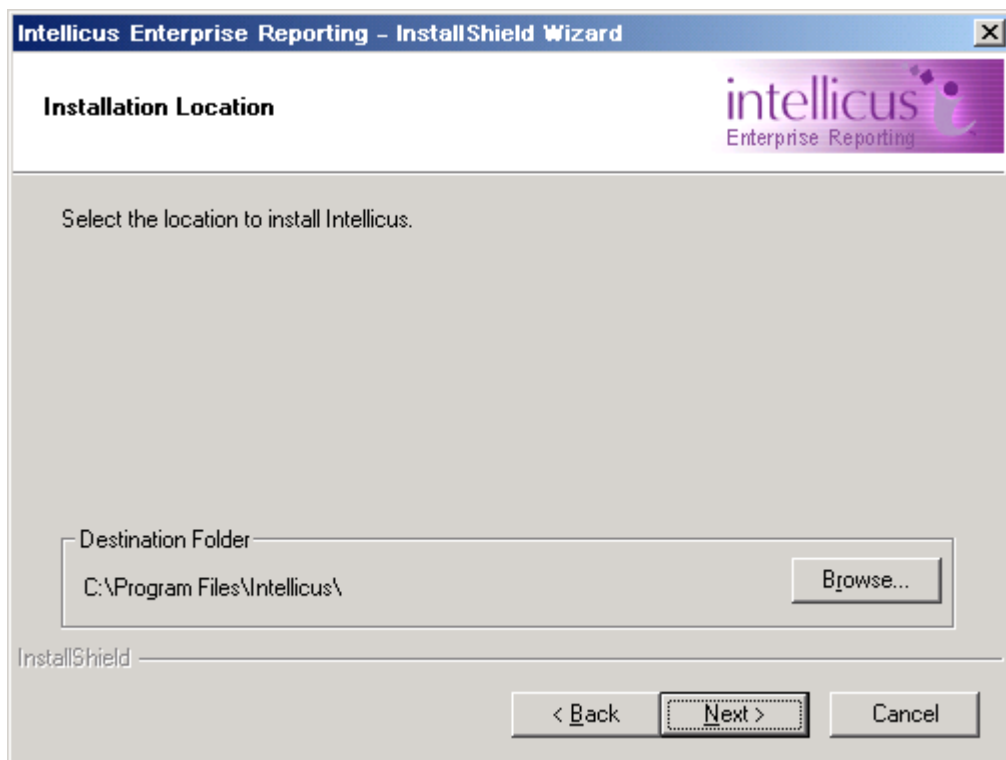 Intellicus Enterprise Reporting - InstallShield Wizard
Installation Location
intellicus
Enterprise Reporting
Select the location to install Intellicus.
Destination Folder
C:\Program Files\Intellicus\
Browse...
InstallShield
< Back
Next >
Cancel